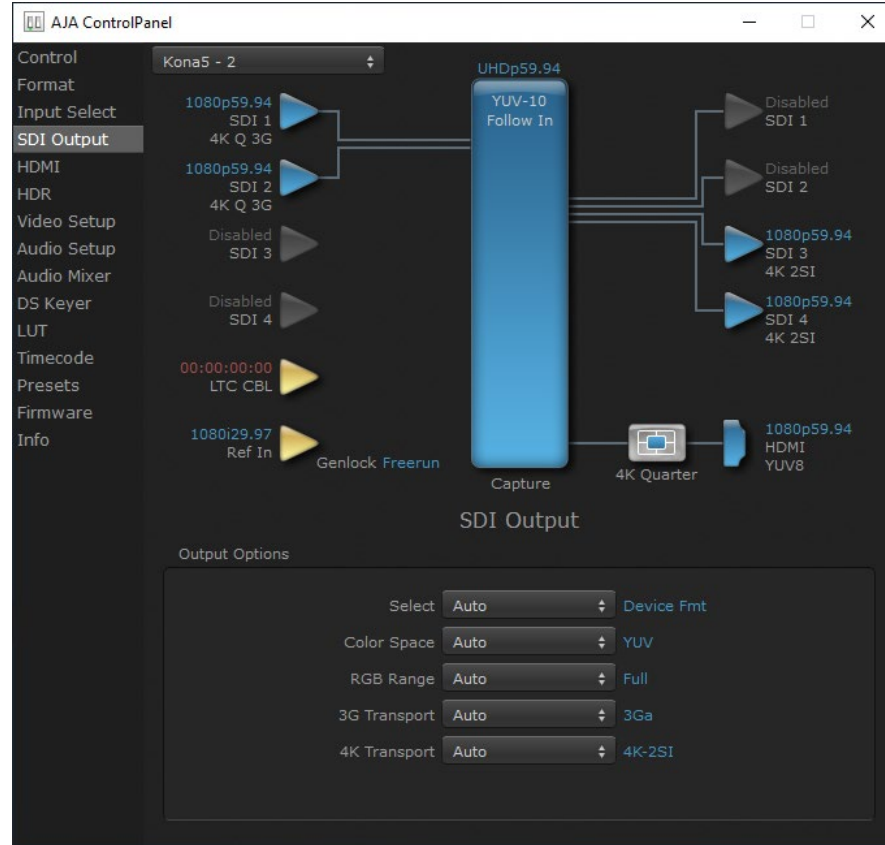 AJA ControlPanel
Control
Format
Input Select
SDI Output
HDMI
HDR
Video Setup
Audio Setup
Audio Mixer
DS Keyer
LUT
Timecode
Presets
Firmware
Info
Kona5 - 2
1080p59.94
SDI 1
4K Q 3G
1080p59.94
SDI 2
4K Q 3G
Disabled
SDI 3
Disabled
SDI 4
00:00:00:00
LTC CBL
1080i29.97
Ref In
Genlock Freerun
UHDp59.94
YUV-10
Follow In
Capture
Disabled
SDI 1
Disabled
SDI 2
1080p59.94
SDI 3
4K 2SI
1080p59.94
SDI 4
4K 2SI
4K Quarter
1080p59.94
HDMI
YUV8
SDI Output
Output Options
Select Auto Device Fmt
Color Space Auto YUV
RGB Range Auto Full
3G Transport Auto 3Ga
4K Transport Auto 4K-2SI